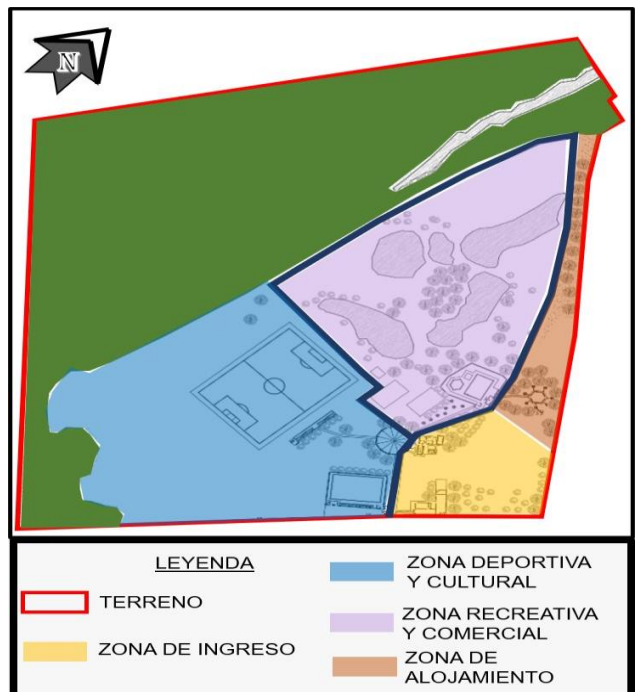 N
LEYENDA
TERRENO
ZONA DE INGRESO
ZONA DEPORTIVA
Y CULTURAL
ZONA RECREATIVA
Y COMERCIAL
ZONA DE
ALOJAMIENTO